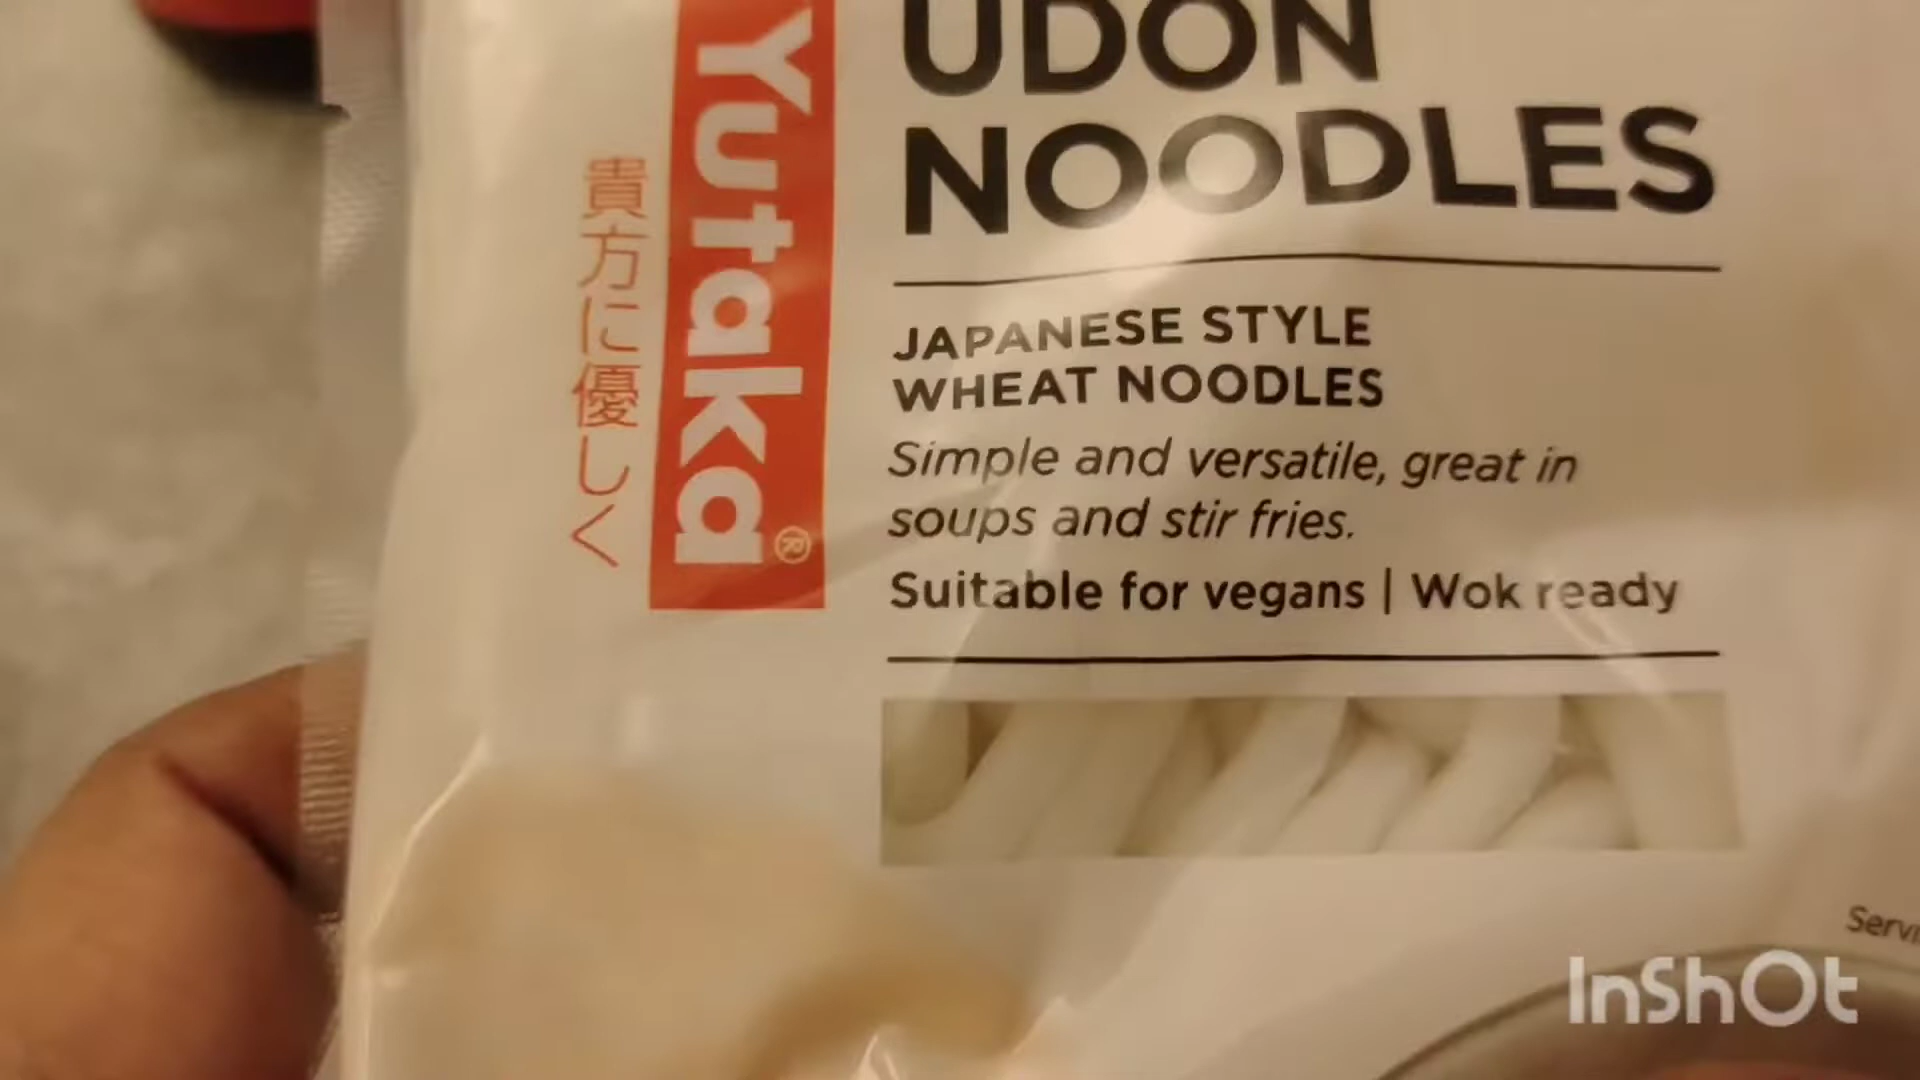 UDON
NOODLES
Yutaka®
貴方に優しく
JAPANESE STYLE
WHEAT NOODLES
Simple and versatile, great in
soups and stir fries.
Suitable for vegans | Wok ready
InShOt